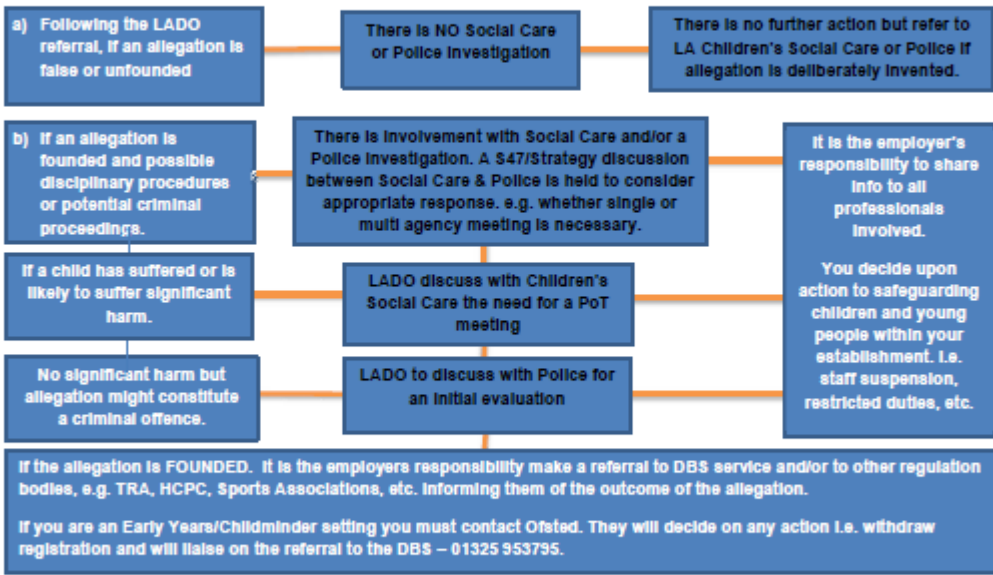 a) Following the LADO
referral, if an allegation is
false or unfounded
There is NO Social Care
or Police Investigation
There is no further action but refer to
LA Children's Social Care or Police if
allegation is deliberately invented.
b) If an allegation is
founded and possible
disciplinary procedures
or potential criminal
proceedings.
There is involvement with Social Care and/or a
Police Investigation. A S47/Strategy discussion
between Social Care & Police is held to consider
appropriate response. e.g. whether single or
multi agency meeting is necessary.
It is the employer's
responsibility to share
info to all
professionals
involved.
You decide upon
action to safeguarding
children and young
people within your
establishment. i.e.
staff suspension,
restricted duties, etc.
If a child has suffered or is
likely to suffer significant
harm.
LADO discuss with Children's
Social Care the need for a PoT
meeting
No significant harm but
allegation might constitute
a criminal offence.
LADO to discuss with Police for
an initial evaluation
If the allegation is FOUNDED. It is the employers responsibility make a referral to DBS service and/or to other regulation
bodies, e.g. TRA, HCPC, Sports Associations, etc. Informing them of the outcome of the allegation.
If you are an Early Years/Childminder setting you must contact Ofsted. They will decide on any action i.e. withdraw
registration and will liaise on the referral to the DBS – 01325 953795.